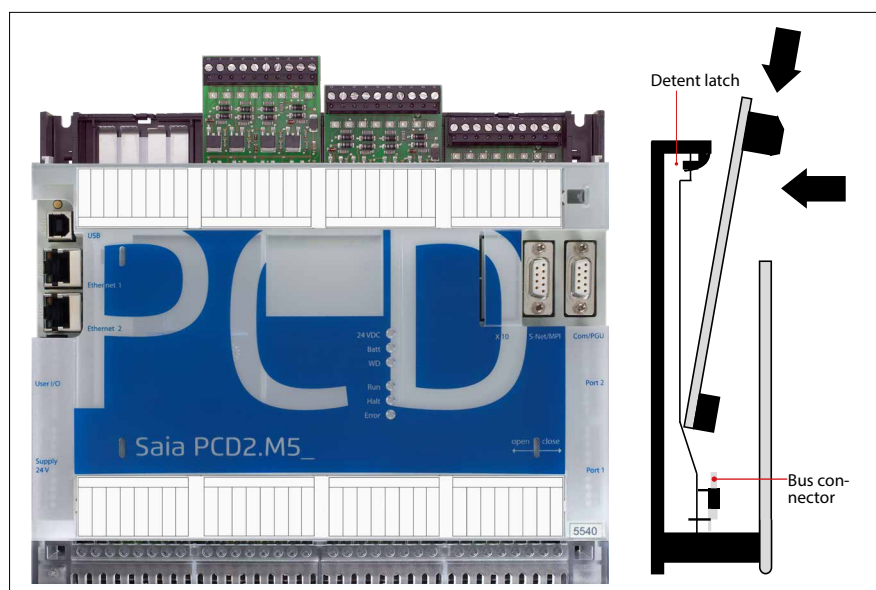 Detent latch
PCD
USB
Ethernet 1
Ethernet 2
24 VDC
Batt
WD
Run
Halt
Error
X 10
S-Net/MPI
Com/PGU
User I/O
Port 2
Saia PCD2.M5_
open
close
Supply
24 V
Port 1
5540
Bus con-
nector